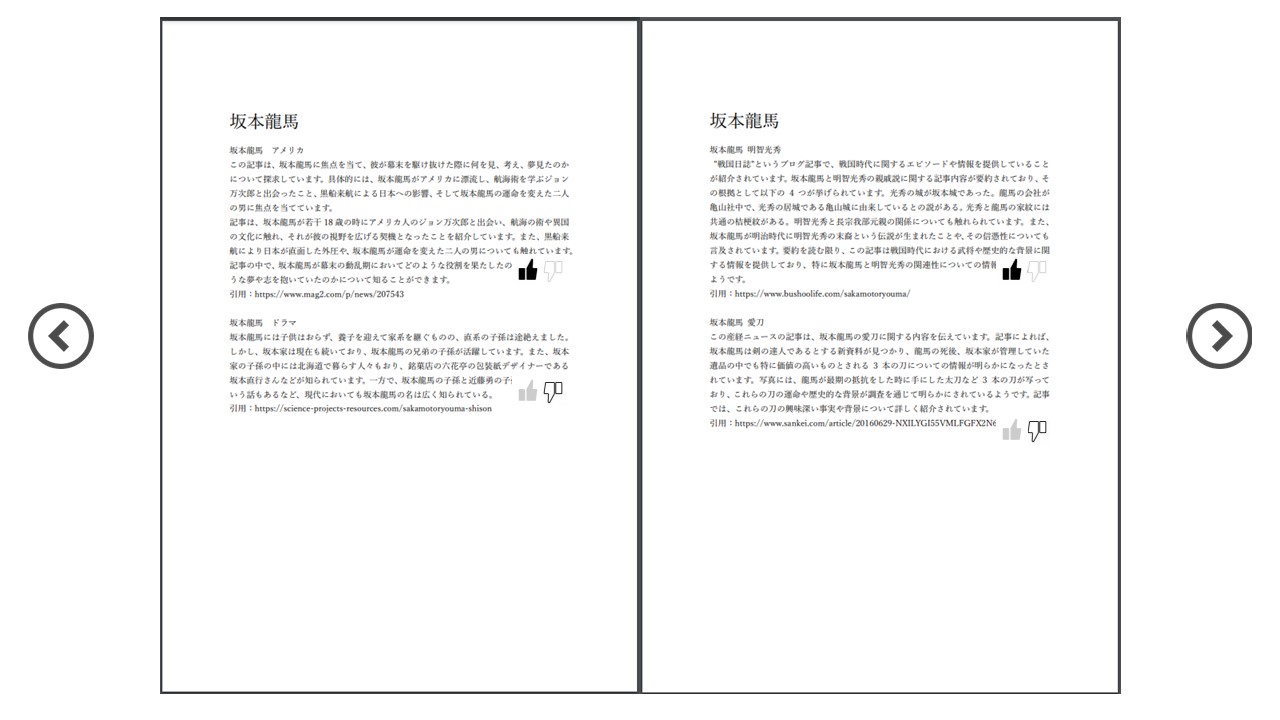 坂本龍馬
坂本龍馬　アメリカ
この記事は、坂本龍馬に焦点を当て、彼が幕末を駆け抜けた際に何を見、考え、夢見たのか
について探求しています。具体的には、坂本龍馬がアメリカに漂流し、航海術を学ぶジョン
万次郎と出会ったこと、黒船来航による日本への影響、そして坂本龍馬の運命を変えた二人
の男に焦点を当てています。
記事は、坂本龍馬が若干 18 歳の時にアメリカ人のジョン万次郎と出会い、航海の術や異国
の文化に触れ、それが彼の視野を広げる契機となったことを紹介しています。また、黒船来
航により日本が直面した外圧や、坂本龍馬が運命を変えた二人の男についても触れています。
記事の中で、坂本龍馬が幕末の動乱期においてどのような役割を果たしたの
うな夢や志を抱いていたのかについて知ることができます。
引用：https://www.mag2.com/p/news/207543
坂本龍馬　ドラマ
坂本龍馬には子供はおらず、養子を迎えて家系を継ぐものの、直系の子孫は途絶えました。
しかし、坂本家は現在も続いており、坂本龍馬の兄弟の子孫が活躍しています。また、坂本
家の子孫の中には北海道で暮らす人々もおり、銘菓店の六花亭の包装紙デザイナーである
坂本直行さんなどが知られています。一方で、坂本龍馬の子孫と近藤勇の子
いう話もあるなど、現代においても坂本龍馬の名は広く知られている。
引用：https://science-projects-resources.com/sakamotoryouma-shison
坂本龍馬
坂本龍馬 明智光秀
"戦国日誌"というブログ記事で、戦国時代に関するエピソードや情報を提供していること
が紹介されています。坂本龍馬と明智光秀の親戚説に関する記事内容が要約されており、そ
の根拠として以下の 4 つが挙げられています。光秀の城が坂本城であった。龍馬の会社が
亀山社中で、光秀の居城である亀山城に由来しているとの説がある。光秀と龍馬の家紋には
共通の桔梗紋がある。明智光秀と長宗我部元親の関係についても触れられています。また、
坂本龍馬が明治時代に明智光秀の末裔という伝説が生まれたことや、その信憑性についても
言及されています。要約を読む限り、この記事は戦国時代における武将や歴史的な背景に関
する情報を提供しており、特に坂本龍馬と明智光秀の関連性についての情報
ようです。
引用：https://www.bushoolife.com/sakamotoryouma/
坂本龍馬 愛刀
この産経ニュースの記事は、坂本龍馬の愛刀に関する内容を伝えています。記事によれば、
坂本龍馬は剣の達人であるとする新資料が見つかり、龍馬の死後、坂本家が管理していた
遺品の中でも特に価値の高いものとされる 3 本の刀についての情報が明らかになったとさ
れています。写真には、龍馬が最期の抵抗をした時に手にした太刀など 3 本の刀が写って
おり、これらの刀の運命や歴史的な背景が調査を通じて明らかにされているようです。記事
では、これらの刀の興味深い事実や背景について詳しく紹介されています。
引用：https://www.sankei.com/article/20160629-NXILYGI55VMLFGFX2N6